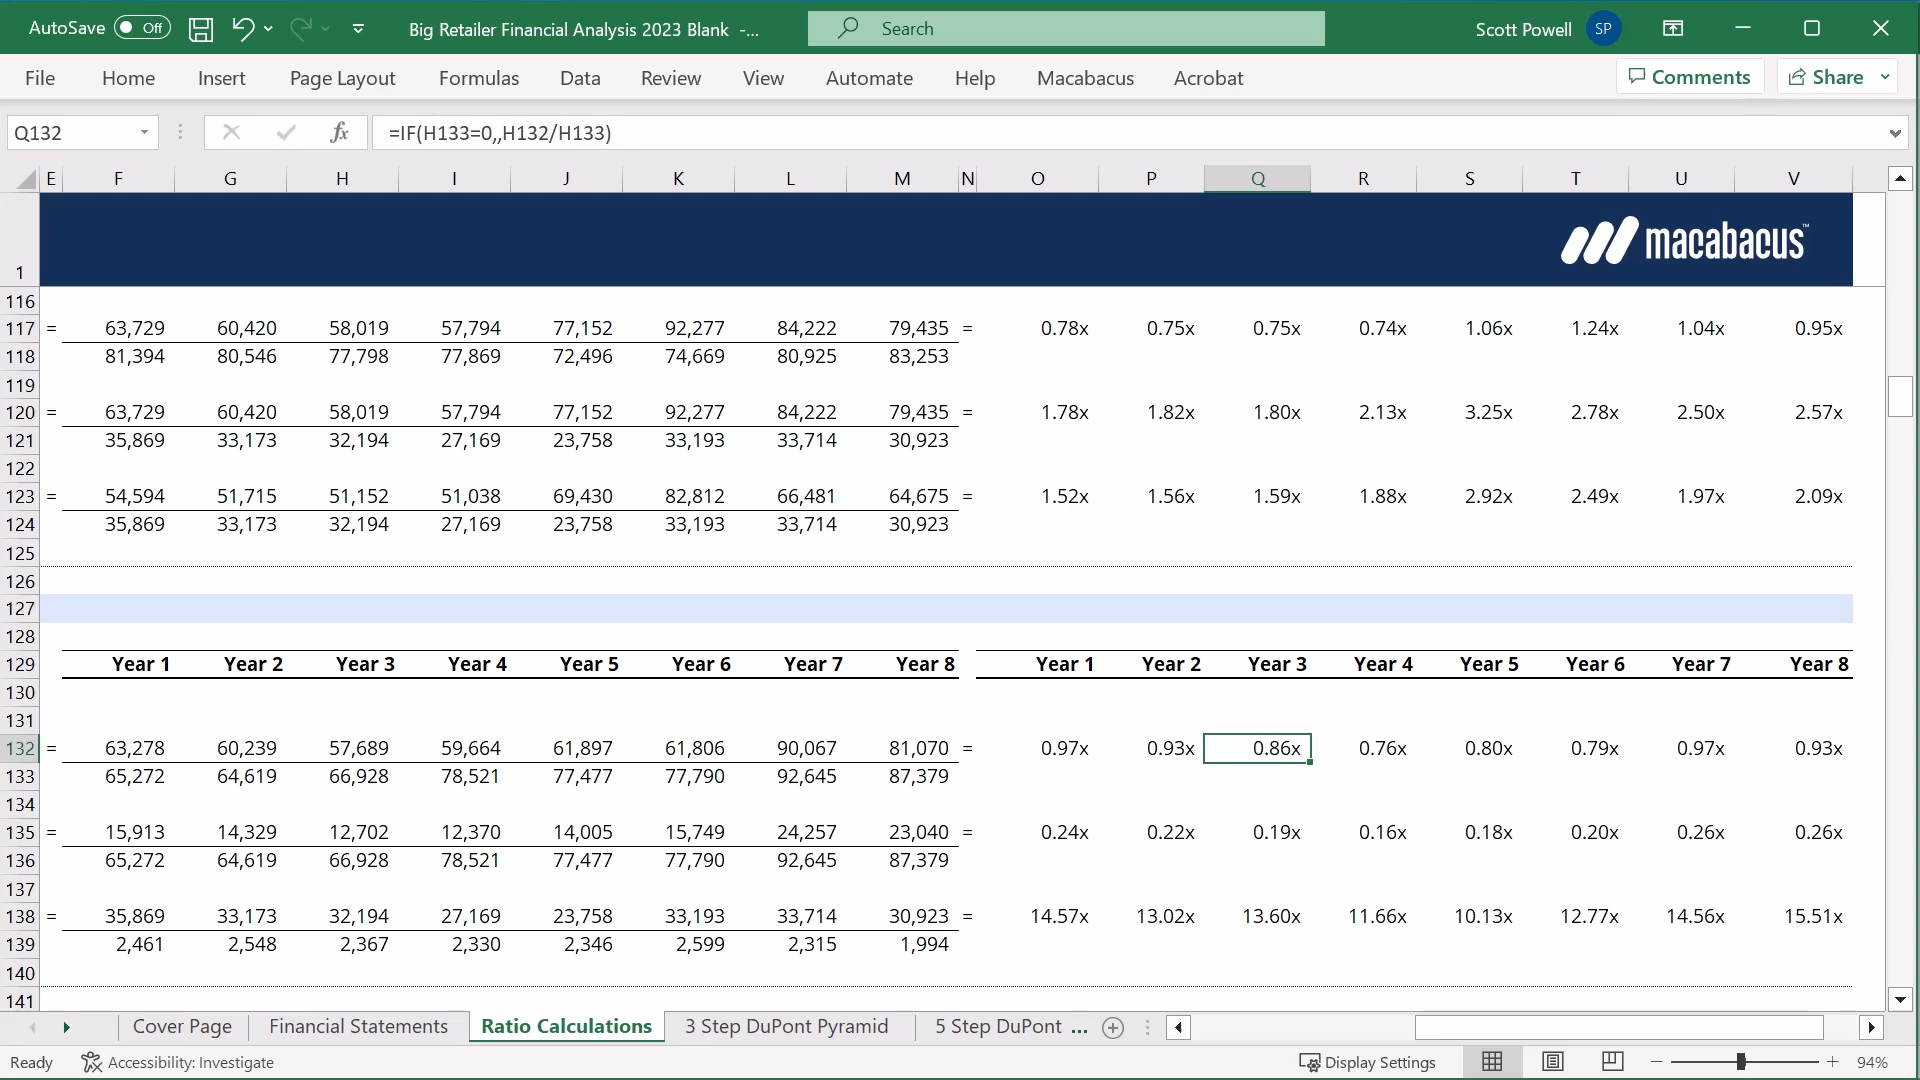 AutoSave Off Big Retailer Financial Analysis 2023 Blank -... Search Scott Powell SP
File Home Insert Page Layout Formulas Data Review View Automate Help Macabacus Acrobat Comments Share
Q132 fx =IF(H133=0,,H132/H133)
E F G H I J K L M N O P Q R S T U V
1 macabacus™
116
117 = 63,729 60,420 58,019 57,794 77,152 92,277 84,222 79,435 = 0.78x 0.75x 0.75x 0.74x 1.06x 1.24x 1.04x 0.95x
118 81,394 80,546 77,798 77,869 72,496 74,669 80,925 83,253
119
120 = 63,729 60,420 58,019 57,794 77,152 92,277 84,222 79,435 = 1.78x 1.82x 1.80x 2.13x 3.25x 2.78x 2.50x 2.57x
121 35,869 33,173 32,194 27,169 23,758 33,193 33,714 30,923
122
123 = 54,594 51,715 51,152 51,038 69,430 82,812 66,481 64,675 = 1.52x 1.56x 1.59x 1.88x 2.92x 2.49x 1.97x 2.09x
124 35,869 33,173 32,194 27,169 23,758 33,193 33,714 30,923
125
126
127
128
129 Year 1 Year 2 Year 3 Year 4 Year 5 Year 6 Year 7 Year 8 Year 1 Year 2 Year 3 Year 4 Year 5 Year 6 Year 7 Year 8
130
131
132 = 63,278 60,239 57,689 59,664 61,897 61,806 90,067 81,070 = 0.97x 0.93x 0.86x 0.76x 0.80x 0.79x 0.97x 0.93x
133 65,272 64,619 66,928 78,521 77,477 77,790 92,645 87,379
134
135 = 15,913 14,329 12,702 12,370 14,005 15,749 24,257 23,040 = 0.24x 0.22x 0.19x 0.16x 0.18x 0.20x 0.26x 0.26x
136 65,272 64,619 66,928 78,521 77,477 77,790 92,645 87,379
137
138 = 35,869 33,173 32,194 27,169 23,758 33,193 33,714 30,923 = 14.57x 13.02x 13.60x 11.66x 10.13x 12.77x 14.56x 15.51x
139 2,461 2,548 2,367 2,330 2,346 2,599 2,315 1,994
140
141
Cover Page Financial Statements Ratio Calculations 3 Step DuPont Pyramid 5 Step DuPont ...
Ready Accessibility: Investigate Display Settings 94%